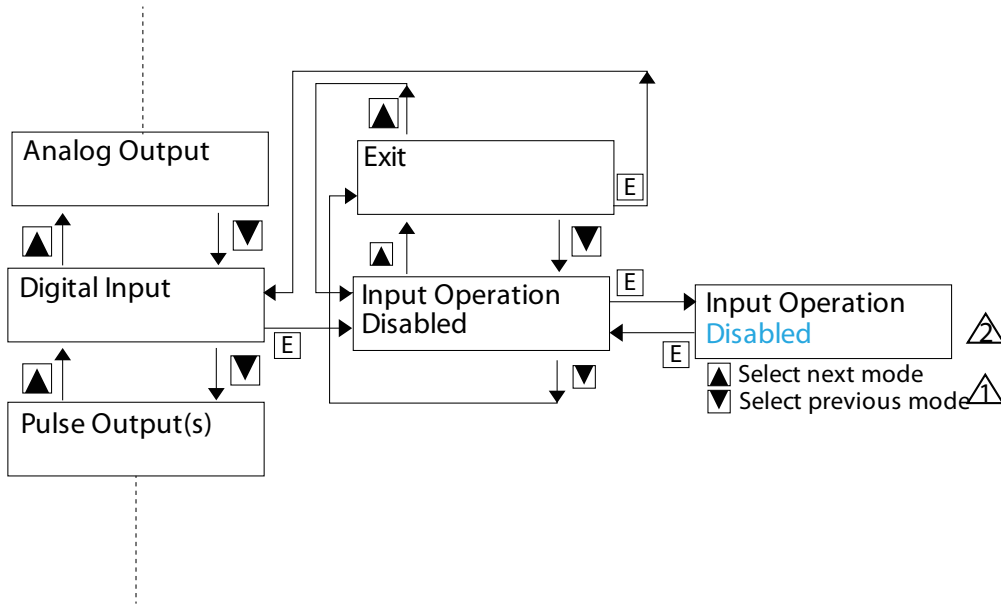 Analog Output
Exit
E
Digital Input
E
Input Operation
Disabled
E
Input Operation
Disabled
E
2
Select next mode
Select previous mode
1
Pulse Output(s)